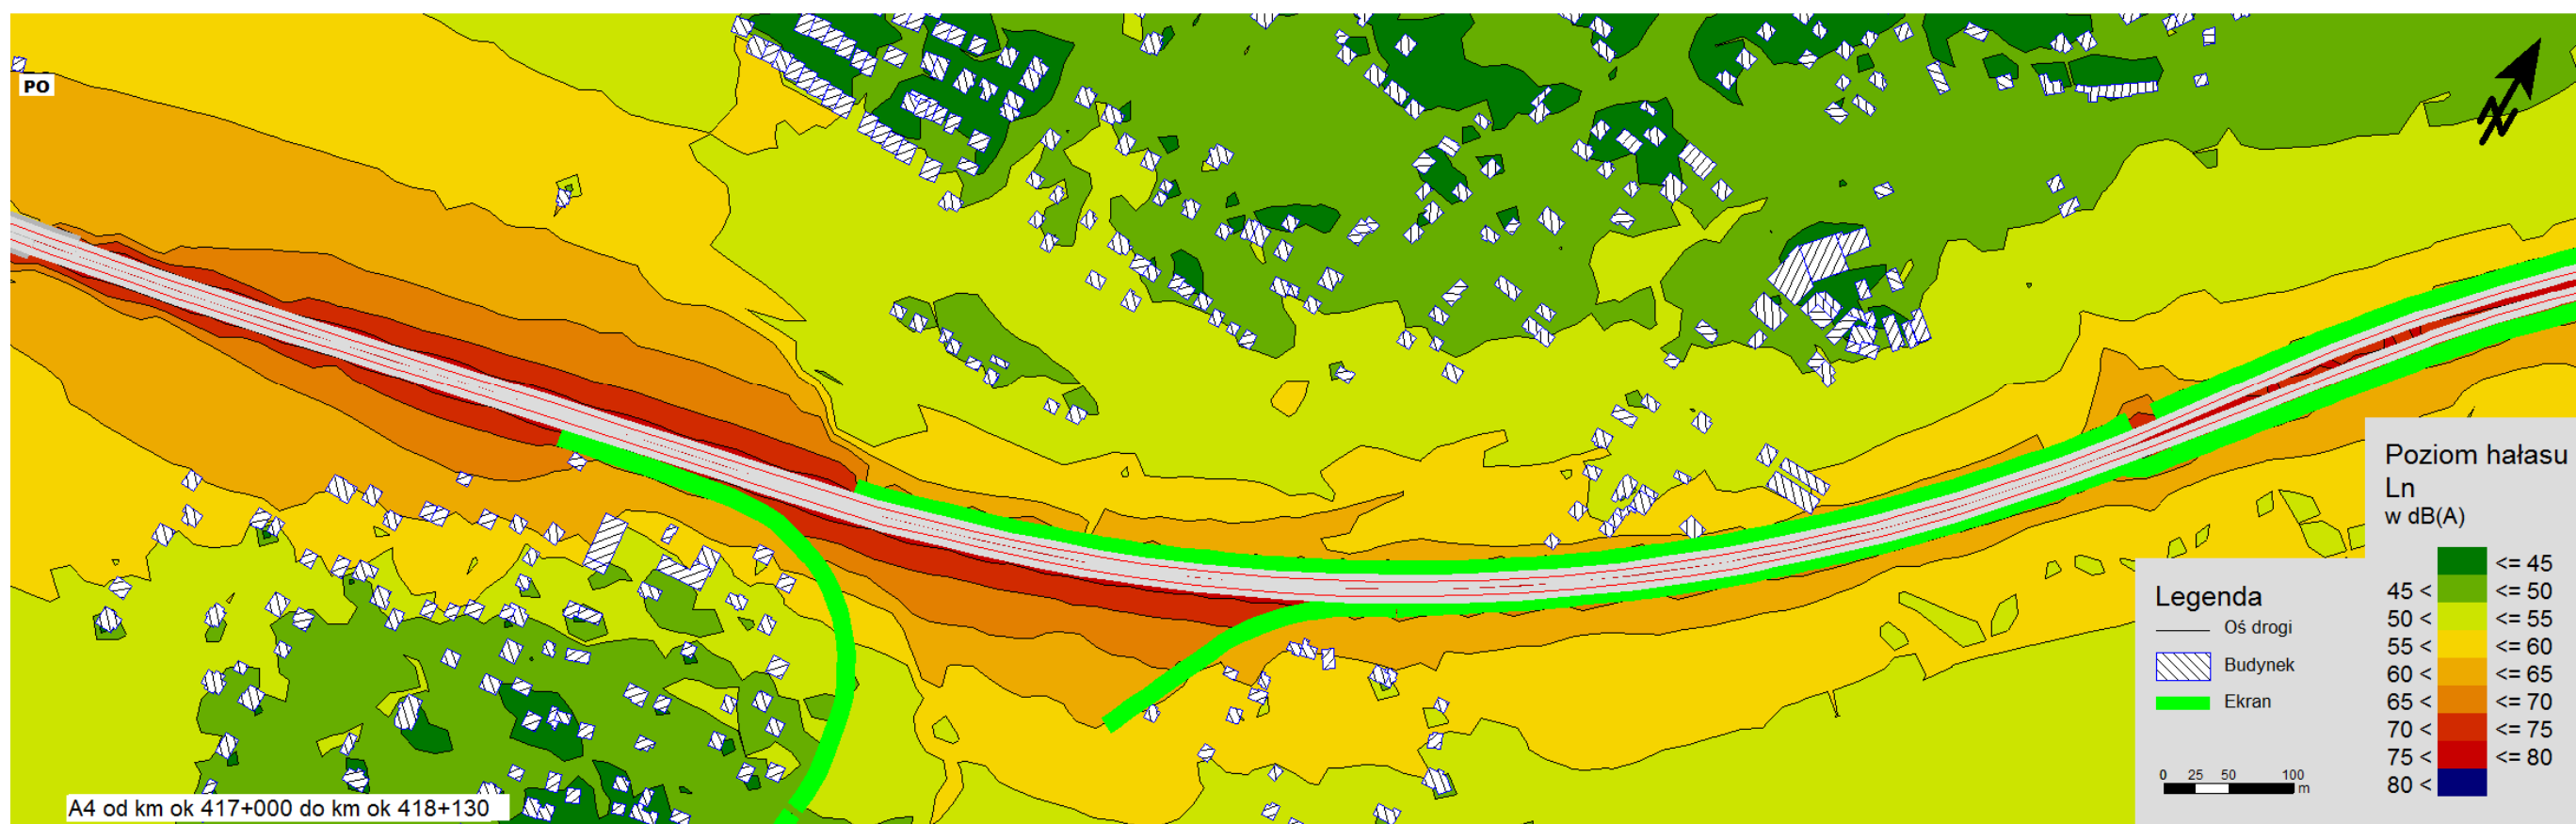 PO
A4 od km ok 417+000 do km ok 418+130
N
Legenda
Oś drogi
Budynek
Ekran
0 25 50 100
m
Poziom hałasu
Ln
w dB(A)
<= 45
45 < <= 50
50 < <= 55
55 < <= 60
60 < <= 65
65 < <= 70
70 < <= 75
75 < <= 80
80 <